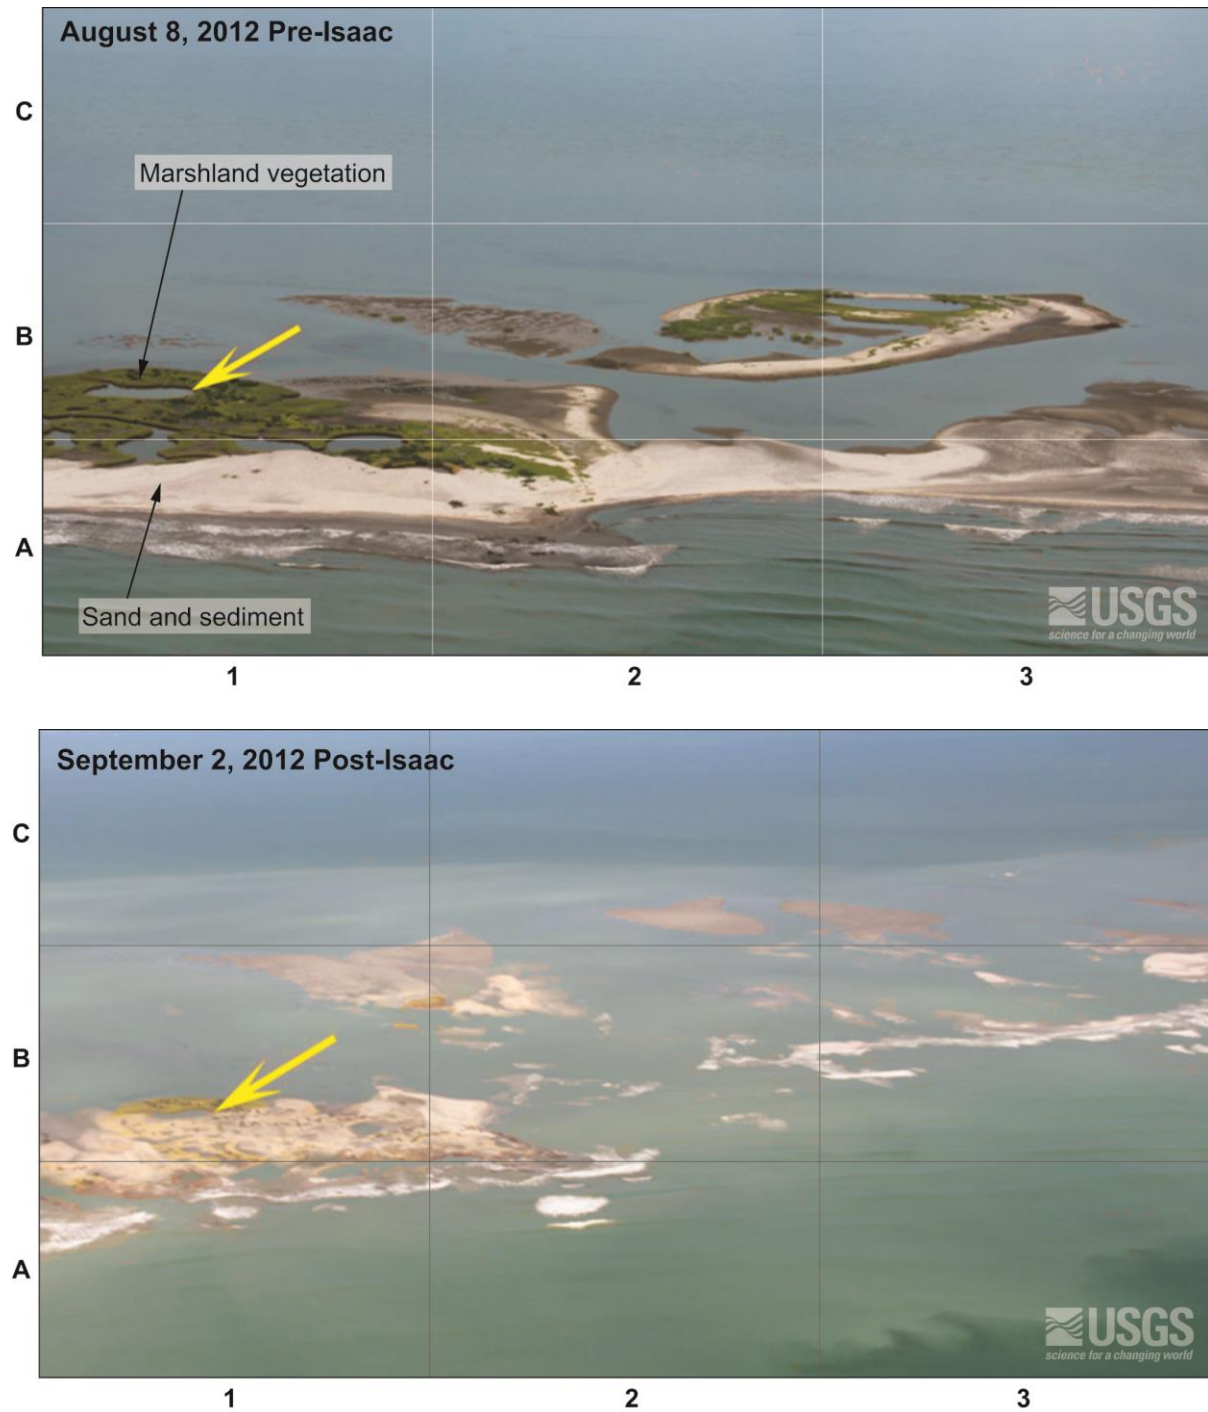 August 8, 2012 Pre-Isaac
C
Marshland vegetation
B
A
Sand and sediment
USGS
science for a changing world
1 2 3
September 2, 2012 Post-Isaac
C
B
A
USGS
science for a changing world
1 2 3